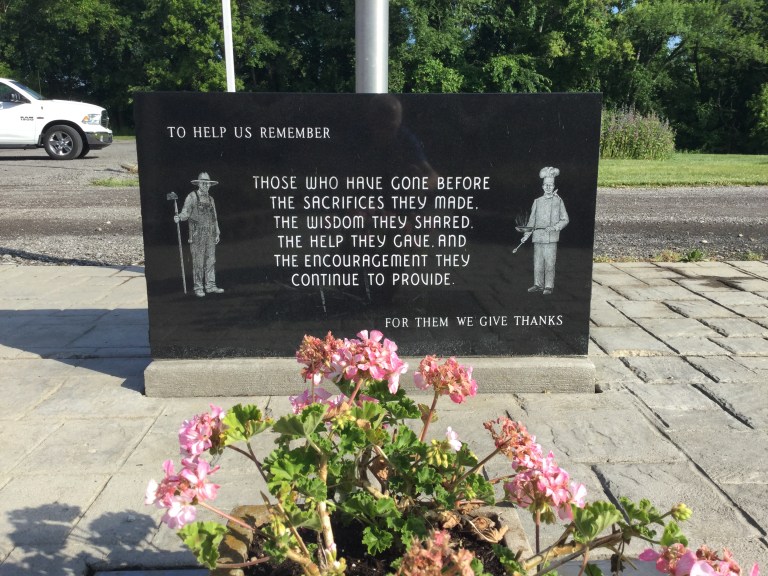 TO HELP US REMEMBER
THOSE WHO HAVE GONE BEFORE
THE SACRIFICES THEY MADE.
THE WISDOM THEY SHARED.
THE HELP THEY GAVE. AND
THE ENCOURAGEMENT THEY
CONTINUE TO PROVIDE.
FOR THEM WE GIVE THANKS